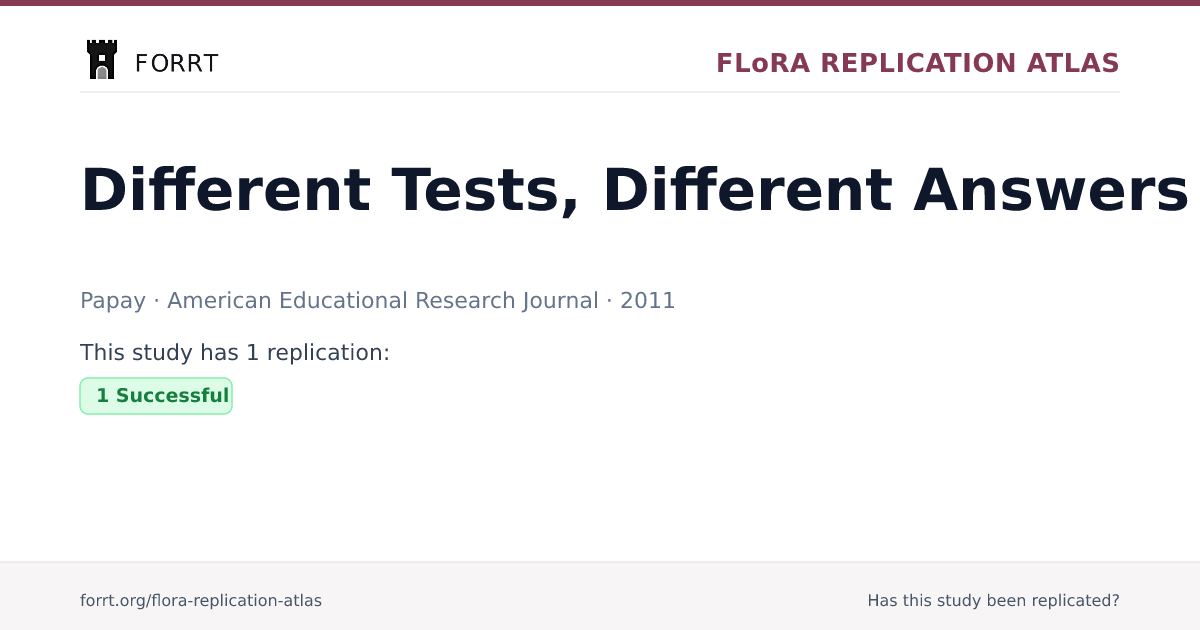 FORRT
FLoRA REPLICATION ATLAS
Different Tests, Different Answers
Papay · American Educational Research Journal · 2011
This study has 1 replication:
1 Successful
forrt.org/flora-replication-atlas
Has this study been replicated?